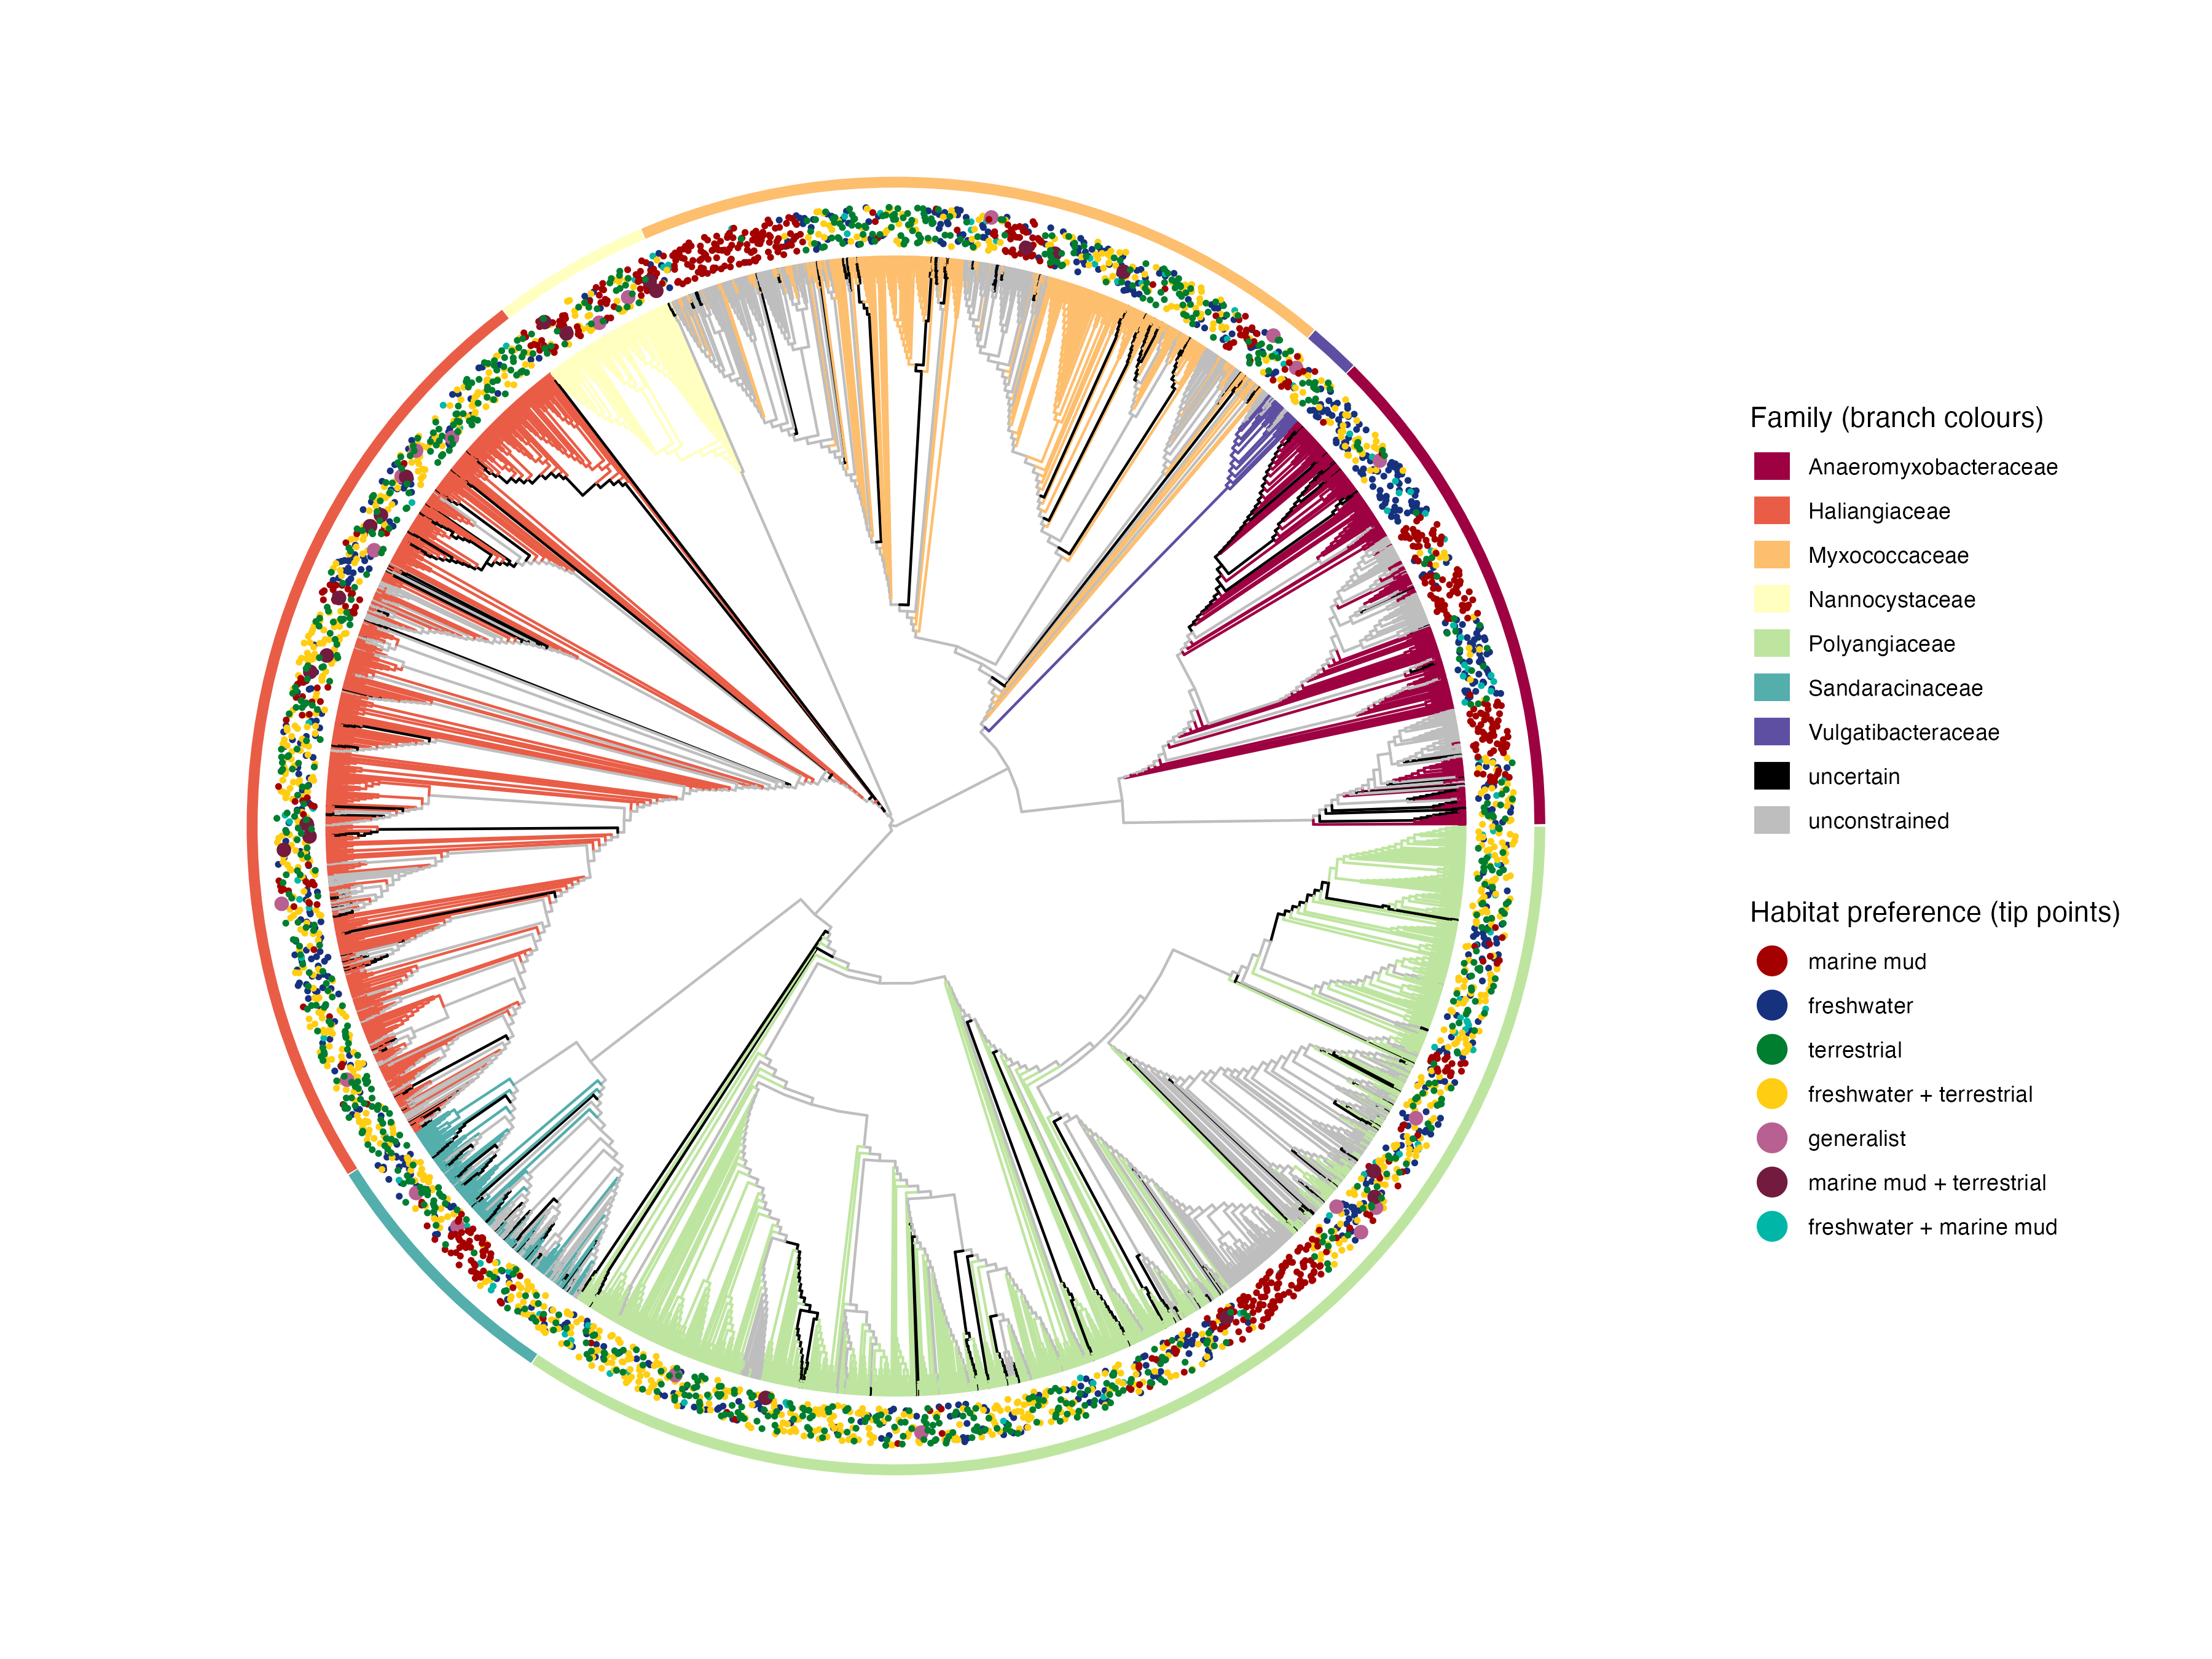 Family (branch colours)
Anaeromyxobacteraceae
Haliangiaceae
Myxococcaceae
Nannocystaceae
Polyangiaceae
Sandaracinaceae
Vulgatibacteraceae
uncertain
unconstrained
Habitat preference (tip points)
marine mud
freshwater
terrestrial
freshwater + terrestrial
generalist
marine mud + terrestrial
freshwater + marine mud